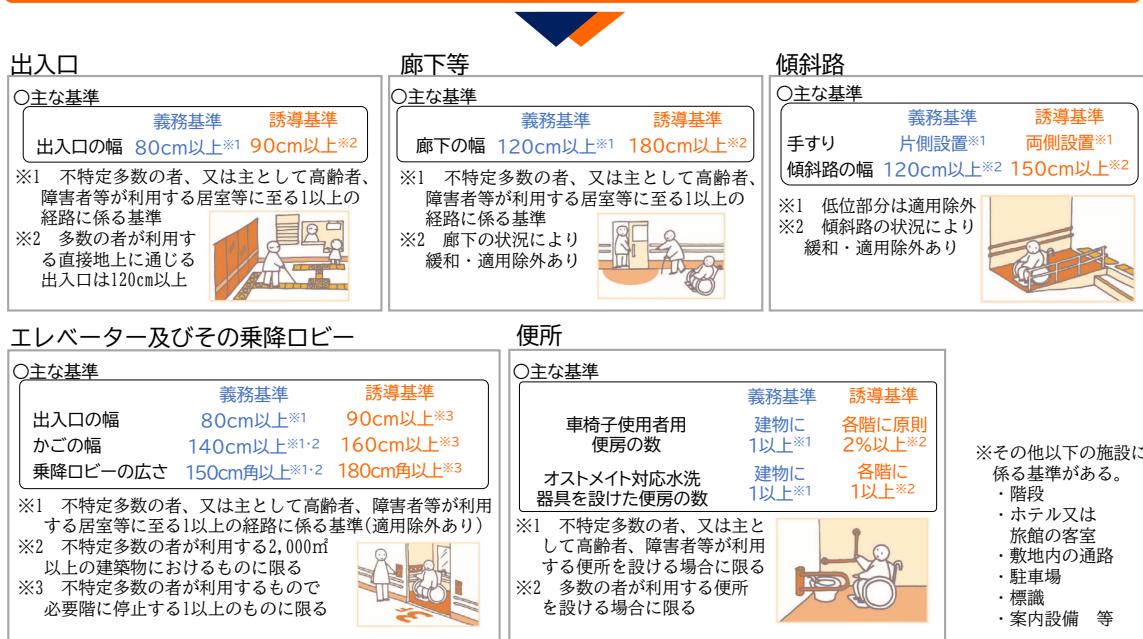 出入口
○主な基準
義務基準 誘導基準
出入口の幅 80cm以上※1 90cm以上※2
※1 不特定多数の者、又は主として高齢者、
障害者等が利用する居室等に至る1以上の
経路に係る基準
※2 多数の者が利用す
る直接地上に通じる
出入口は120cm以上
廊下等
○主な基準
義務基準 誘導基準
廊下の幅 120cm以上※1 180cm以上※2
※1 不特定多数の者、又は主として高齢者、
障害者等が利用する居室等に至る1以上の
経路に係る基準
※2 廊下の状況により
緩和・適用除外あり
傾斜路
○主な基準
義務基準 誘導基準
手すり 片側設置※1 両側設置※1
傾斜路の幅 120cm以上※2 150cm以上※2
※1 低位部分は適用除外
※2 傾斜路の状況により
緩和・適用除外あり
エレベーター及びその乗降ロビー
○主な基準
義務基準 誘導基準
出入口の幅 80cm以上※1 90cm以上※3
かごの幅 140cm以上※1・2 160cm以上※3
乗降ロビーの広さ 150cm角以上※1・2 180cm角以上※3
※1 不特定多数の者、又は主として高齢者、障害者等が利用
する居室等に至る1以上の経路に係る基準(適用除外あり)
※2 不特定多数の者が利用する2,000㎡
以上の建築物におけるものに限る
※3 不特定多数の者が利用するもので
必要階に停止する1以上のものに限る
便所
○主な基準
義務基準 誘導基準
車椅子使用者用 建物に 各階に原則
便房の数 1以上※1 2%以上※2
オストメイト対応水洗 建物に 各階に
器具を設けた便房の数 1以上※1 1以上※2
※1 不特定多数の者、又は主と
して高齢者、障害者等が利用
する便所を設ける場合に限る
※2 多数の者が利用する便所
を設ける場合に限る
※その他以下の施設に
係る基準がある。
・階段
・ホテル又は
旅館の客室
・敷地内の通路
・駐車場
・標識
・案内設備 等